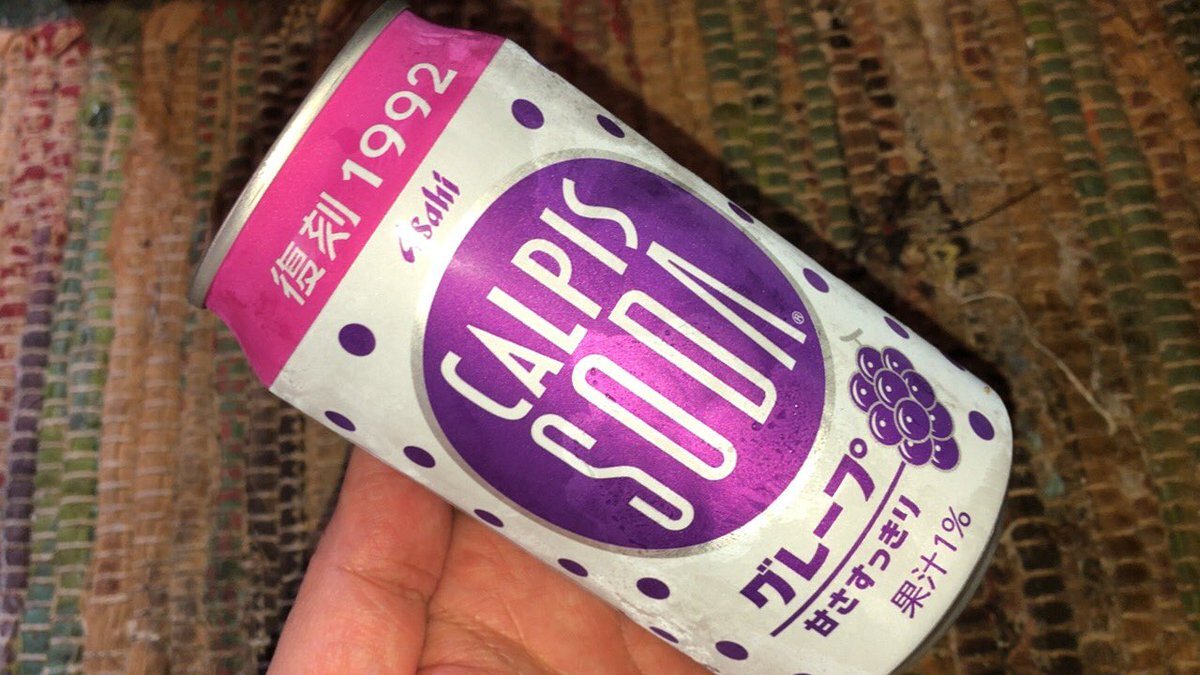 復刻 1992
Asahi
CALPIS
SODA®
グレープ
甘さすっきり
果汁1%